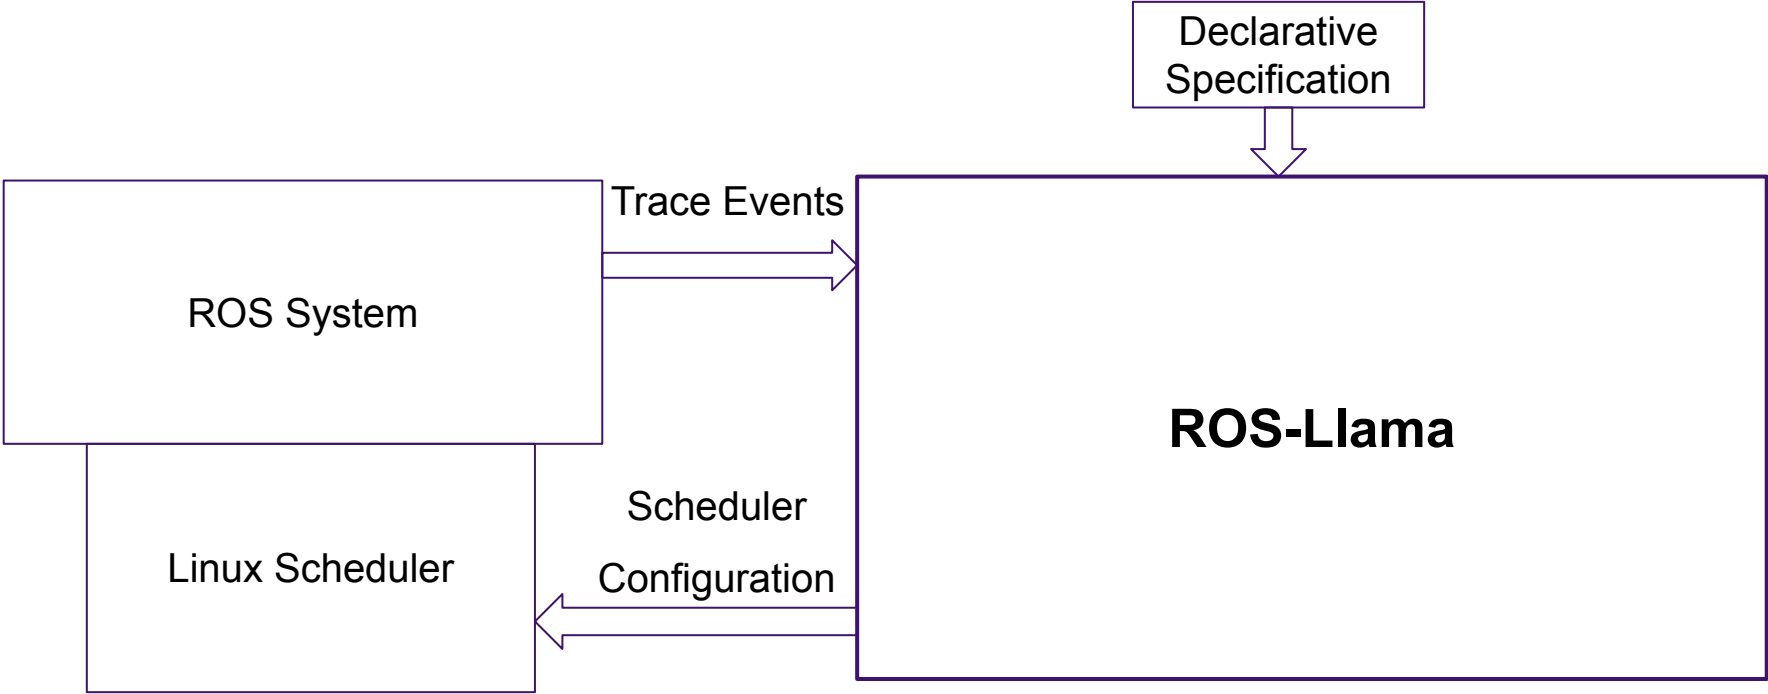 Declarative
Specification
Trace Events
ROS System
ROS-Llama
Scheduler
Configuration
Linux Scheduler